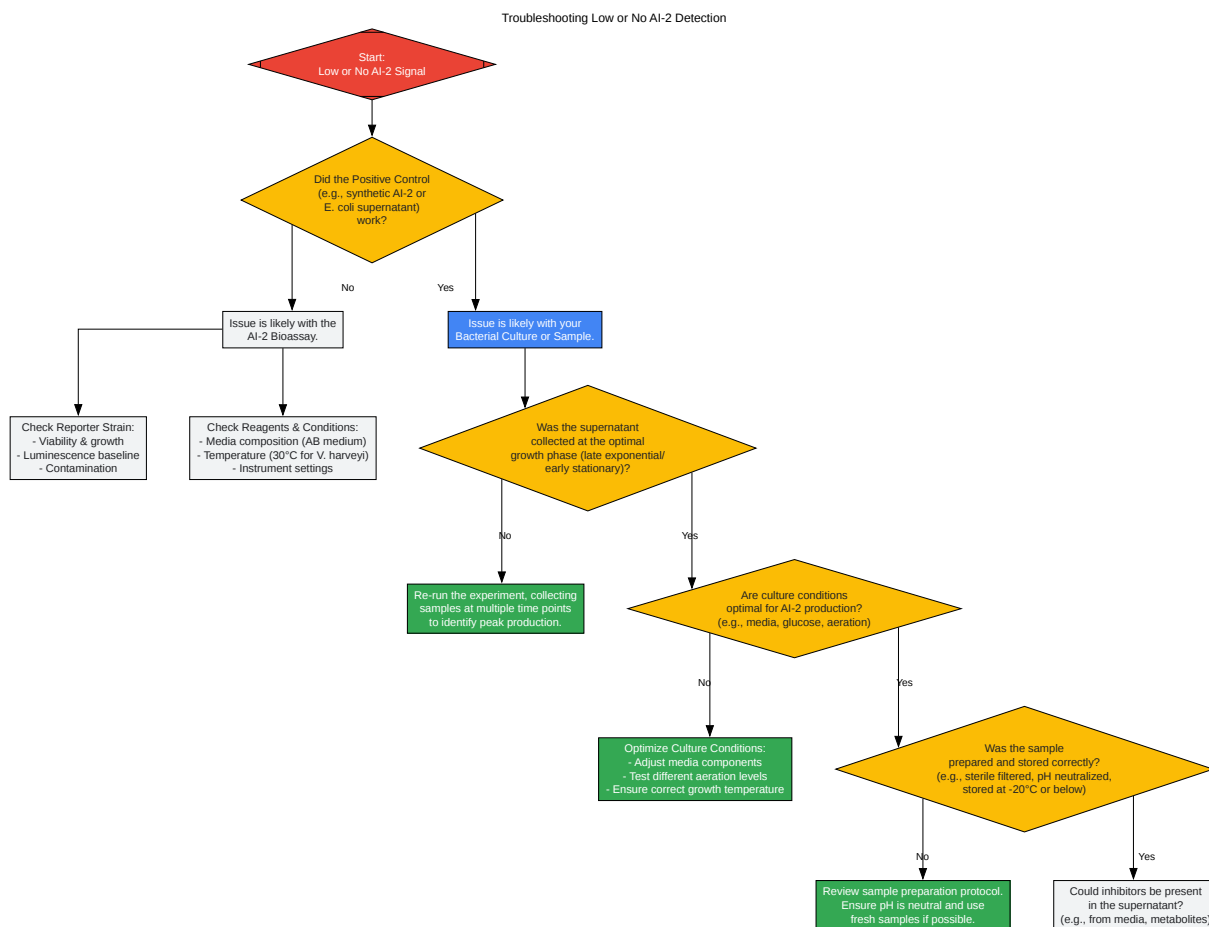 Troubleshooting Low or No AI-2 Detection
Start:
Low or No AI-2 Signal
Did the Positive Control
(e.g., synthetic AI-2 or
E. coli supernatant)
work?
No
Yes
Issue is likely with the
AI-2 Bioassay.
Issue is likely with your
Bacterial Culture or Sample.
Check Reporter Strain:
- Viability & growth
- Luminescence baseline
- Contamination
Check Reagents & Conditions:
- Media composition (AB medium)
- Temperature (30°C for V. harveyi)
- Instrument settings
Was the supernatant
collected at the optimal
growth phase (late exponential/
early stationary)?
No
Yes
Re-run the experiment, collecting
samples at multiple time points
to identify peak production.
Are culture conditions
optimal for AI-2 production?
(e.g., media, glucose, aeration)
No
Yes
Optimize Culture Conditions:
- Adjust media components
- Test different aeration levels
- Ensure correct growth temperature
Was the sample
prepared and stored correctly?
(e.g., sterile filtered, pH neutralized,
stored at -20°C or below)
No
Yes
Review sample preparation protocol.
Ensure pH is neutral and use
fresh samples if possible.
Could inhibitors be present
in the supernatant?
(e.g., from media, metabolites)